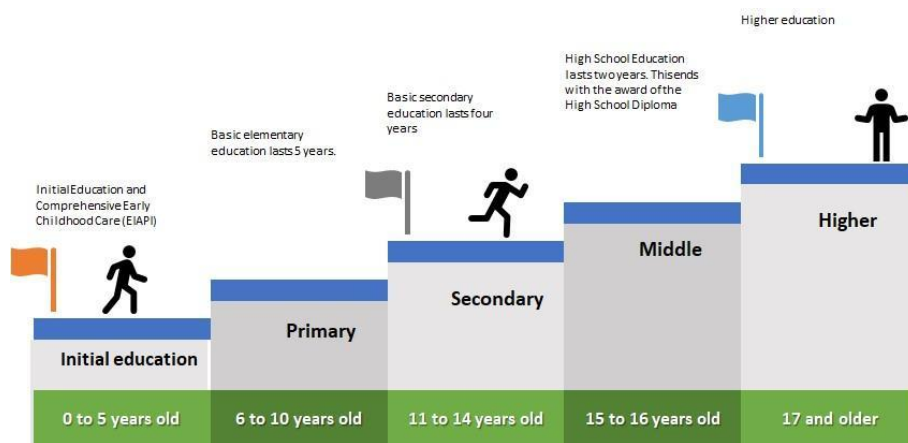 Higher education
High School Education
lasts two years. This ends
with the award of the
High School Diploma
Basic secondary
education lasts four
years
Basic elementary
education lasts 5 years.
Initial Education and
Comprehensive Early
Childhood Care (EIAPI)
Initial education
Primary
Secondary
Middle
Higher
0 to 5 years old
6 to 10 years old
11 to 14 years old
15 to 16 years old
17 and older